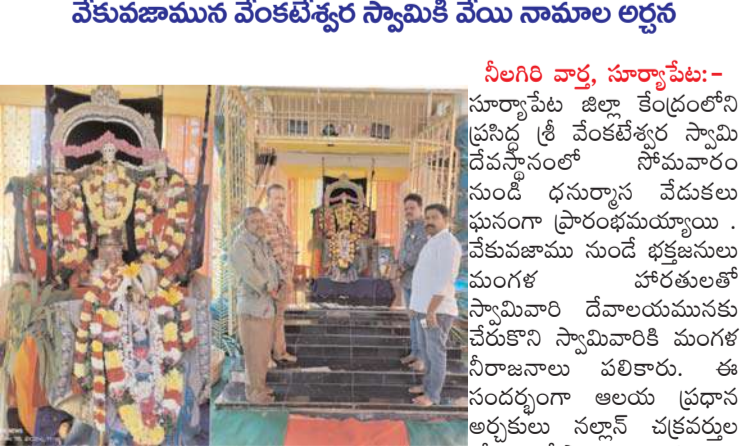 వేకువజామున వేంకటేశ్వర స్వామికి వేయి నామాల అర్చన
నీలగిరి వార్త, సూర్యాపేట:-
సూర్యాపేట జిల్లా కేంద్రంలోని
ప్రసిద్ధ శ్రీ వేంకటేశ్వర స్వామి
దేవస్థానంలో సోమవారం
నుండి ధనుర్మాస వేడుకలు
ఘనంగా ప్రారంభమయ్యాయి .
వేకువజాము నుండే భక్తజనులు
మంగళ హారతులతో
స్వామివారి దేవాలయమునకు
చేరుకొని స్వామివారికి మంగళ
నీరాజనాలు పలికారు. ఈ
సందర్భంగా ఆలయ ప్రధాన
అర్చకులు నల్లాన్ చక్రవర్తుల